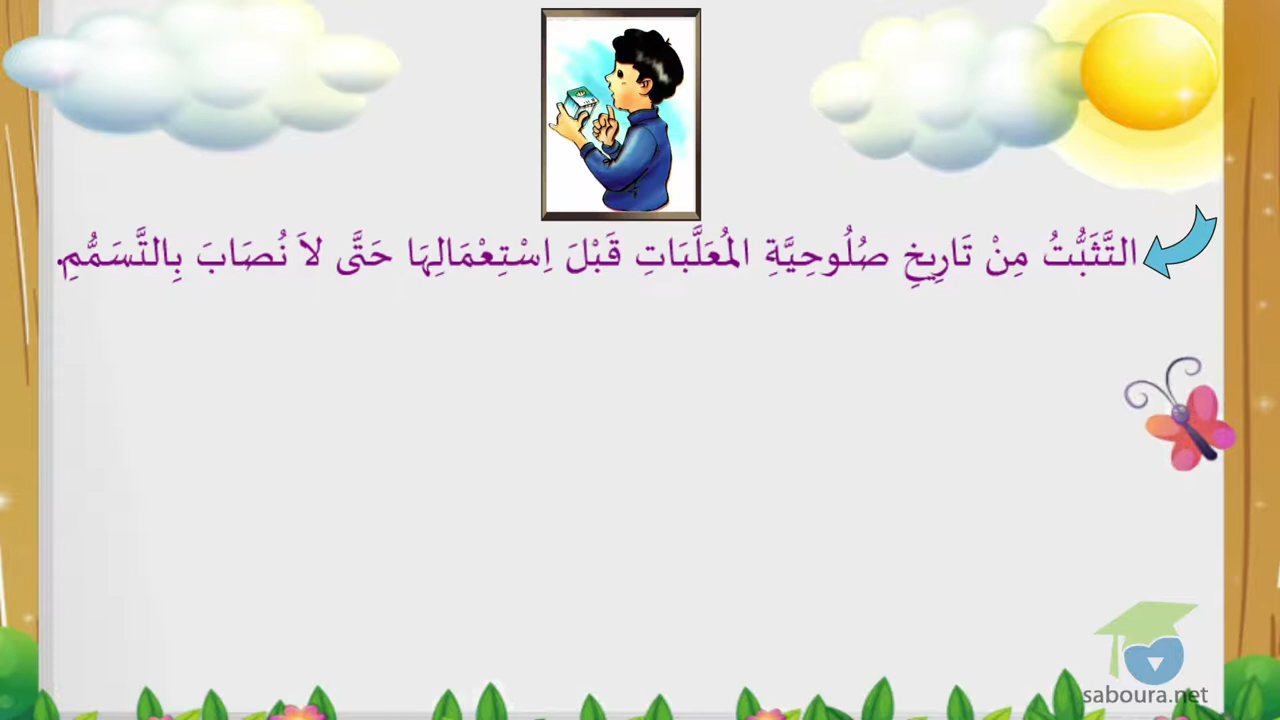 التَّثَبُّتُ مِنْ تَارِيخِ صُلُوحِيَّةِ المُعَلَّبَاتِ قَبْلَ اِسْتِعْمَالِهَا حَتَّى لاَ نُصَابَ بِالتَّسَمُّمِ.
saboura.net